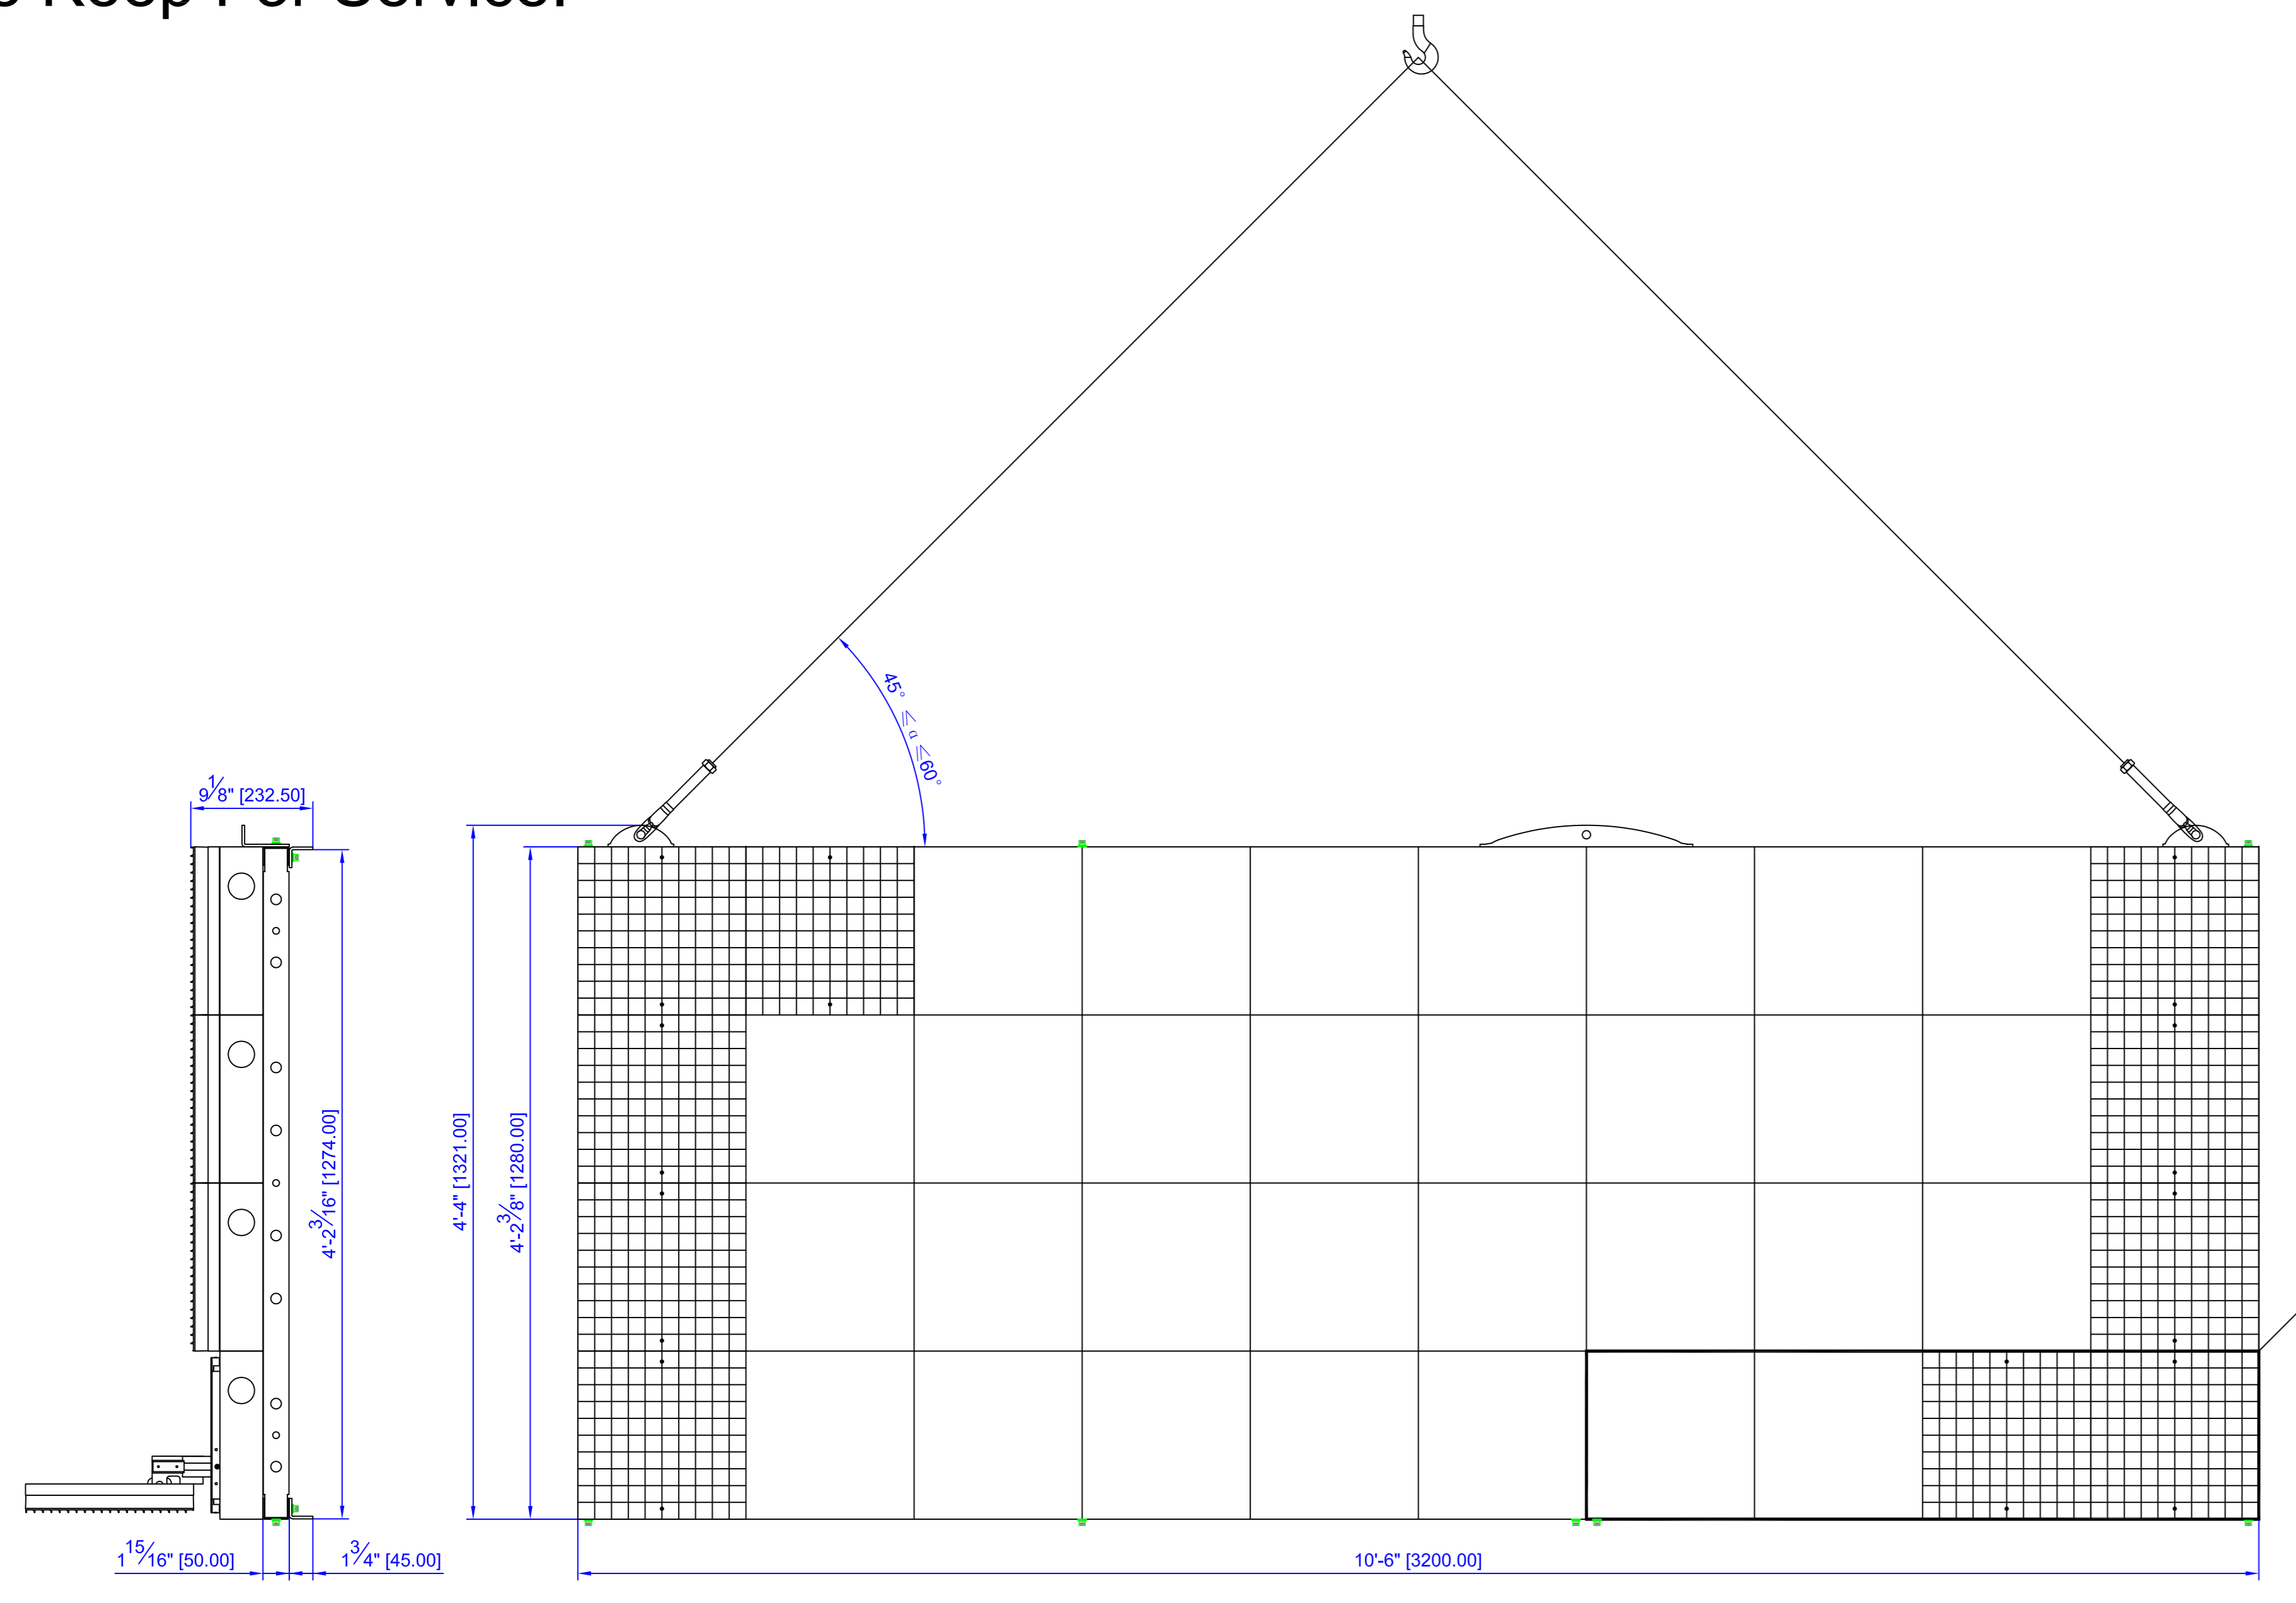 Keep For Service.
45° ≤ α ≤60°
9 1/8" [232.50]
4'-2 3/16" [1274.00]
4'-4" [1321.00]
4'-2 3/8" [1280.00]
1 15/16" [50.00]
1 3/4" [45.00]
10'-6" [3200.00]